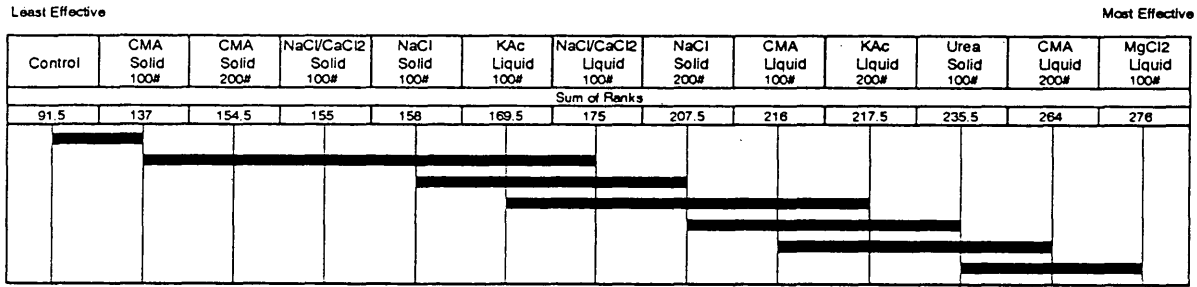 Least Effective Most Effective
Control CMA CMA NaCl/CaCl2 NaCl KAc NaCl/CaCl2 NaCl CMA KAc Urea CMA MgCl2
Solid Solid Solid Solid Liquid Liquid Solid Liquid Liquid Solid Liquid Liquid
100# 200# 100# 100# 100# 100# 200# 100# 200# 100# 200# 100#
Sum of Ranks
91.5 137 154.5 155 158 169.5 175 207.5 216 217.5 235.5 264 276